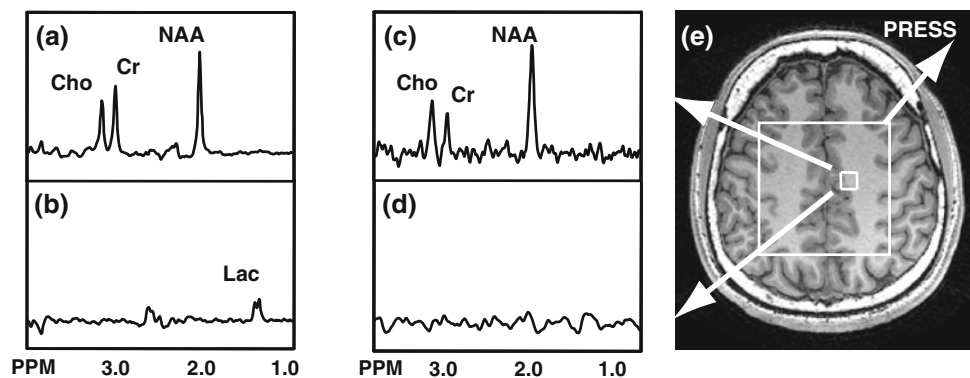 (a)
NAA
Cho
Cr
(b)
Lac
PPM 3.0 2.0 1.0
(c)
NAA
Cho
Cr
(d)
PPM 3.0 2.0 1.0
(e)
PRESS